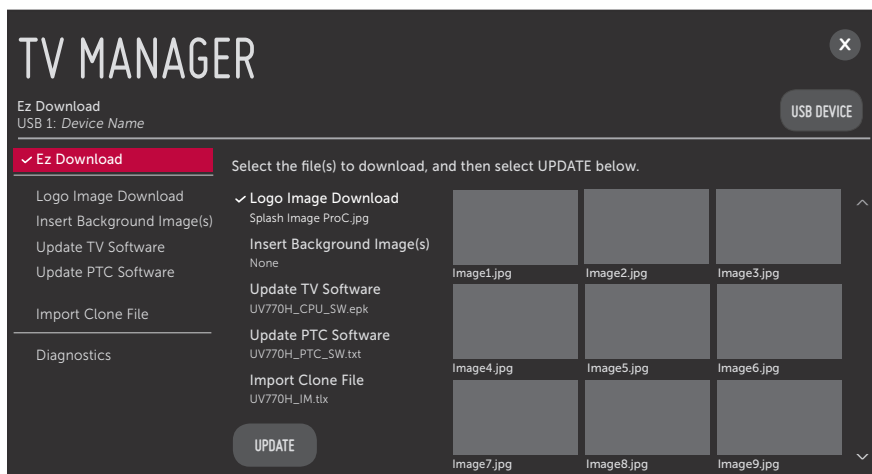 TV MANAGER
X
Ez Download
USB 1: Device Name
USB DEVICE
Ez Download
Logo Image Download
Insert Background Image(s)
Update TV Software
Update PTC Software
Import Clone File
Diagnostics
Select the file(s) to download, and then select UPDATE below.
Logo Image Download
Splash Image ProC.jpg
Insert Background Image(s)
None
Update TV Software
UV770H_CPU_SW.epk
Update PTC Software
UV770H_PTC_SW.txt
Import Clone File
UV770H_IM.tlx
UPDATE
Image1.jpg
Image2.jpg
Image3.jpg
Image4.jpg
Image5.jpg
Image6.jpg
Image7.jpg
Image8.jpg
Image9.jpg